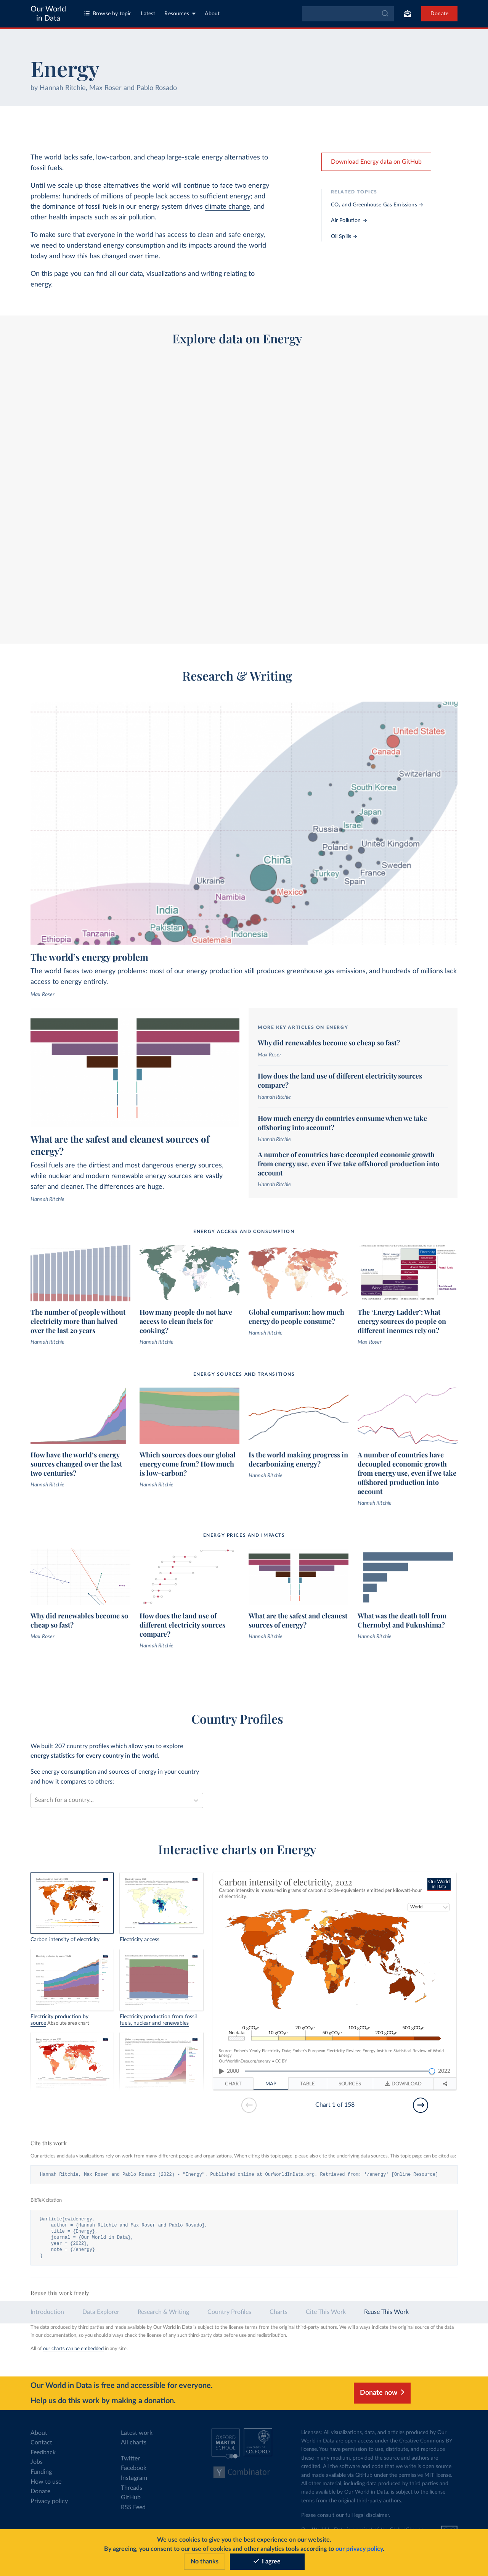 Our World
in Data
Browse by topic
Latest
Resources
About
Donate
Energy
by Hannah Ritchie, Max Roser and Pablo Rosado
The world lacks safe, low-carbon, and cheap large-scale energy alternatives to
fossil fuels.
Until we scale up those alternatives the world will continue to face two energy
problems: hundreds of millions of people lack access to sufficient energy; and
the dominance of fossil fuels in our energy system drives climate change, and
other health impacts such as air pollution.
To make sure that everyone in the world has access to clean and safe energy,
we need to understand energy consumption and its impacts around the world
today and how this has changed over time.
On this page you can find all our data, visualizations and writing relating to
energy.
Download Energy data on GitHub
RELATED TOPICS
CO₂ and Greenhouse Gas Emissions →
Air Pollution →
Oil Spills →
Explore data on Energy
Research & Writing
United States
Canada
Switzerland
South Korea
Japan
Israel
Russia
Poland
United Kingdom
China
Sweden
Turkey
France
Spain
Ukraine
Mexico
Namibia
India
Pakistan
Indonesia
Tanzania
Ethiopia
Guatemala
The world's energy problem
The world faces two energy problems: most of our energy production still produces greenhouse gas emissions, and hundreds of millions lack
access to energy entirely.
Max Roser
What are the safest and cleanest sources of
energy?
Fossil fuels are the dirtiest and most dangerous energy sources,
while nuclear and modern renewable energy sources are vastly
safer and cleaner. The differences are huge.
Hannah Ritchie
MORE KEY ARTICLES ON ENERGY
Why did renewables become so cheap so fast?
Max Roser
How does the land use of different electricity sources
compare?
Hannah Ritchie
How much energy do countries consume when we take
offshoring into account?
Hannah Ritchie
A number of countries have decoupled economic growth
from energy use, even if we take offshored production into
account
Hannah Ritchie
ENERGY ACCESS AND CONSUMPTION
The number of people without
electricity more than halved
over the last 20 years
Hannah Ritchie
How many people do not have
access to clean fuels for
cooking?
Hannah Ritchie
Global comparison: how much
energy do people consume?
Hannah Ritchie
The 'Energy Ladder': What
energy sources do people on
different incomes rely on?
Max Roser
ENERGY SOURCES AND TRANSITIONS
How have the world's energy
sources changed over the last
two centuries?
Hannah Ritchie
Which sources does our global
energy come from? How much
is low-carbon?
Hannah Ritchie
Is the world making progress in
decarbonizing energy?
Hannah Ritchie
A number of countries have
decoupled economic growth
from energy use, even if we take
offshored production into
account
Hannah Ritchie
ENERGY PRICES AND IMPACTS
Why did renewables become so
cheap so fast?
Max Roser
How does the land use of
different electricity sources
compare?
Hannah Ritchie
What are the safest and cleanest
sources of energy?
Hannah Ritchie
What was the death toll from
Chernobyl and Fukushima?
Hannah Ritchie
Country Profiles
We built 207 country profiles which allow you to explore
energy statistics for every country in the world.
See energy consumption and sources of energy in your country
and how it compares to others:
Search for a country...
Interactive charts on Energy
Carbon intensity of electricity
Electricity access
Electricity production by
source Absolute area chart
Electricity production from fossil
fuels, nuclear and renewables
Carbon intensity of electricity, 2022
Carbon intensity is measured in grams of carbon dioxide-equivalents emitted per kilowatt-hour
of electricity.
Our World
in Data
World
No data
0 gCO₂e
10 gCO₂e
20 gCO₂e
50 gCO₂e
100 gCO₂e
200 gCO₂e
500 gCO₂e
Source: Ember's Yearly Electricity Data; Ember's European Electricity Review; Energy Institute Statistical Review of World
Energy
OurWorldInData.org/energy • CC BY
2000
2022
CHART
MAP
TABLE
SOURCES
DOWNLOAD
Chart 1 of 158
Cite this work
Our articles and data visualizations rely on work from many different people and organizations. When citing this topic page, please also cite the underlying data sources. This topic page can be cited as:
Hannah Ritchie, Max Roser and Pablo Rosado (2022) - "Energy". Published online at OurWorldInData.org. Retrieved from: '/energy' [Online Resource]
BibTeX citation
@article{owidenergy,
author = {Hannah Ritchie and Max Roser and Pablo Rosado},
title = {Energy},
journal = {Our World in Data},
year = {2022},
note = {/energy}
}
Reuse this work freely
Introduction
Data Explorer
Research & Writing
Country Profiles
Charts
Cite This Work
Reuse This Work
The data produced by third parties and made available by Our World in Data is subject to the license terms from the original third-party authors. We will always indicate the original source of the data
in our documentation, so you should always check the license of any such third-party data before use and redistribution.
All of our charts can be embedded in any site.
Our World in Data is free and accessible for everyone.
Help us do this work by making a donation.
Donate now
About
Contact
Feedback
Jobs
Funding
How to use
Donate
Privacy policy
Latest work
All charts
Twitter
Facebook
Instagram
Threads
GitHub
RSS Feed
OXFORD
MARTIN
SCHOOL
OXFORD
Y Combinator
Licenses: All visualizations, data, and articles produced by Our
World in Data are open access under the Creative Commons BY
license. You have permission to use, distribute, and reproduce
these in any medium, provided the source and authors are
credited. All the software and code that we write is open source
and made available via GitHub under the permissive MIT license.
All other material, including data produced by third parties and
made available by Our World in Data, is subject to the license
terms from the original third-party authors.
Please consult our full legal disclaimer.
We use cookies to give you the best experience on our website.
By agreeing, you consent to our use of cookies and other analytics tools according to our privacy policy.
No thanks
I agree